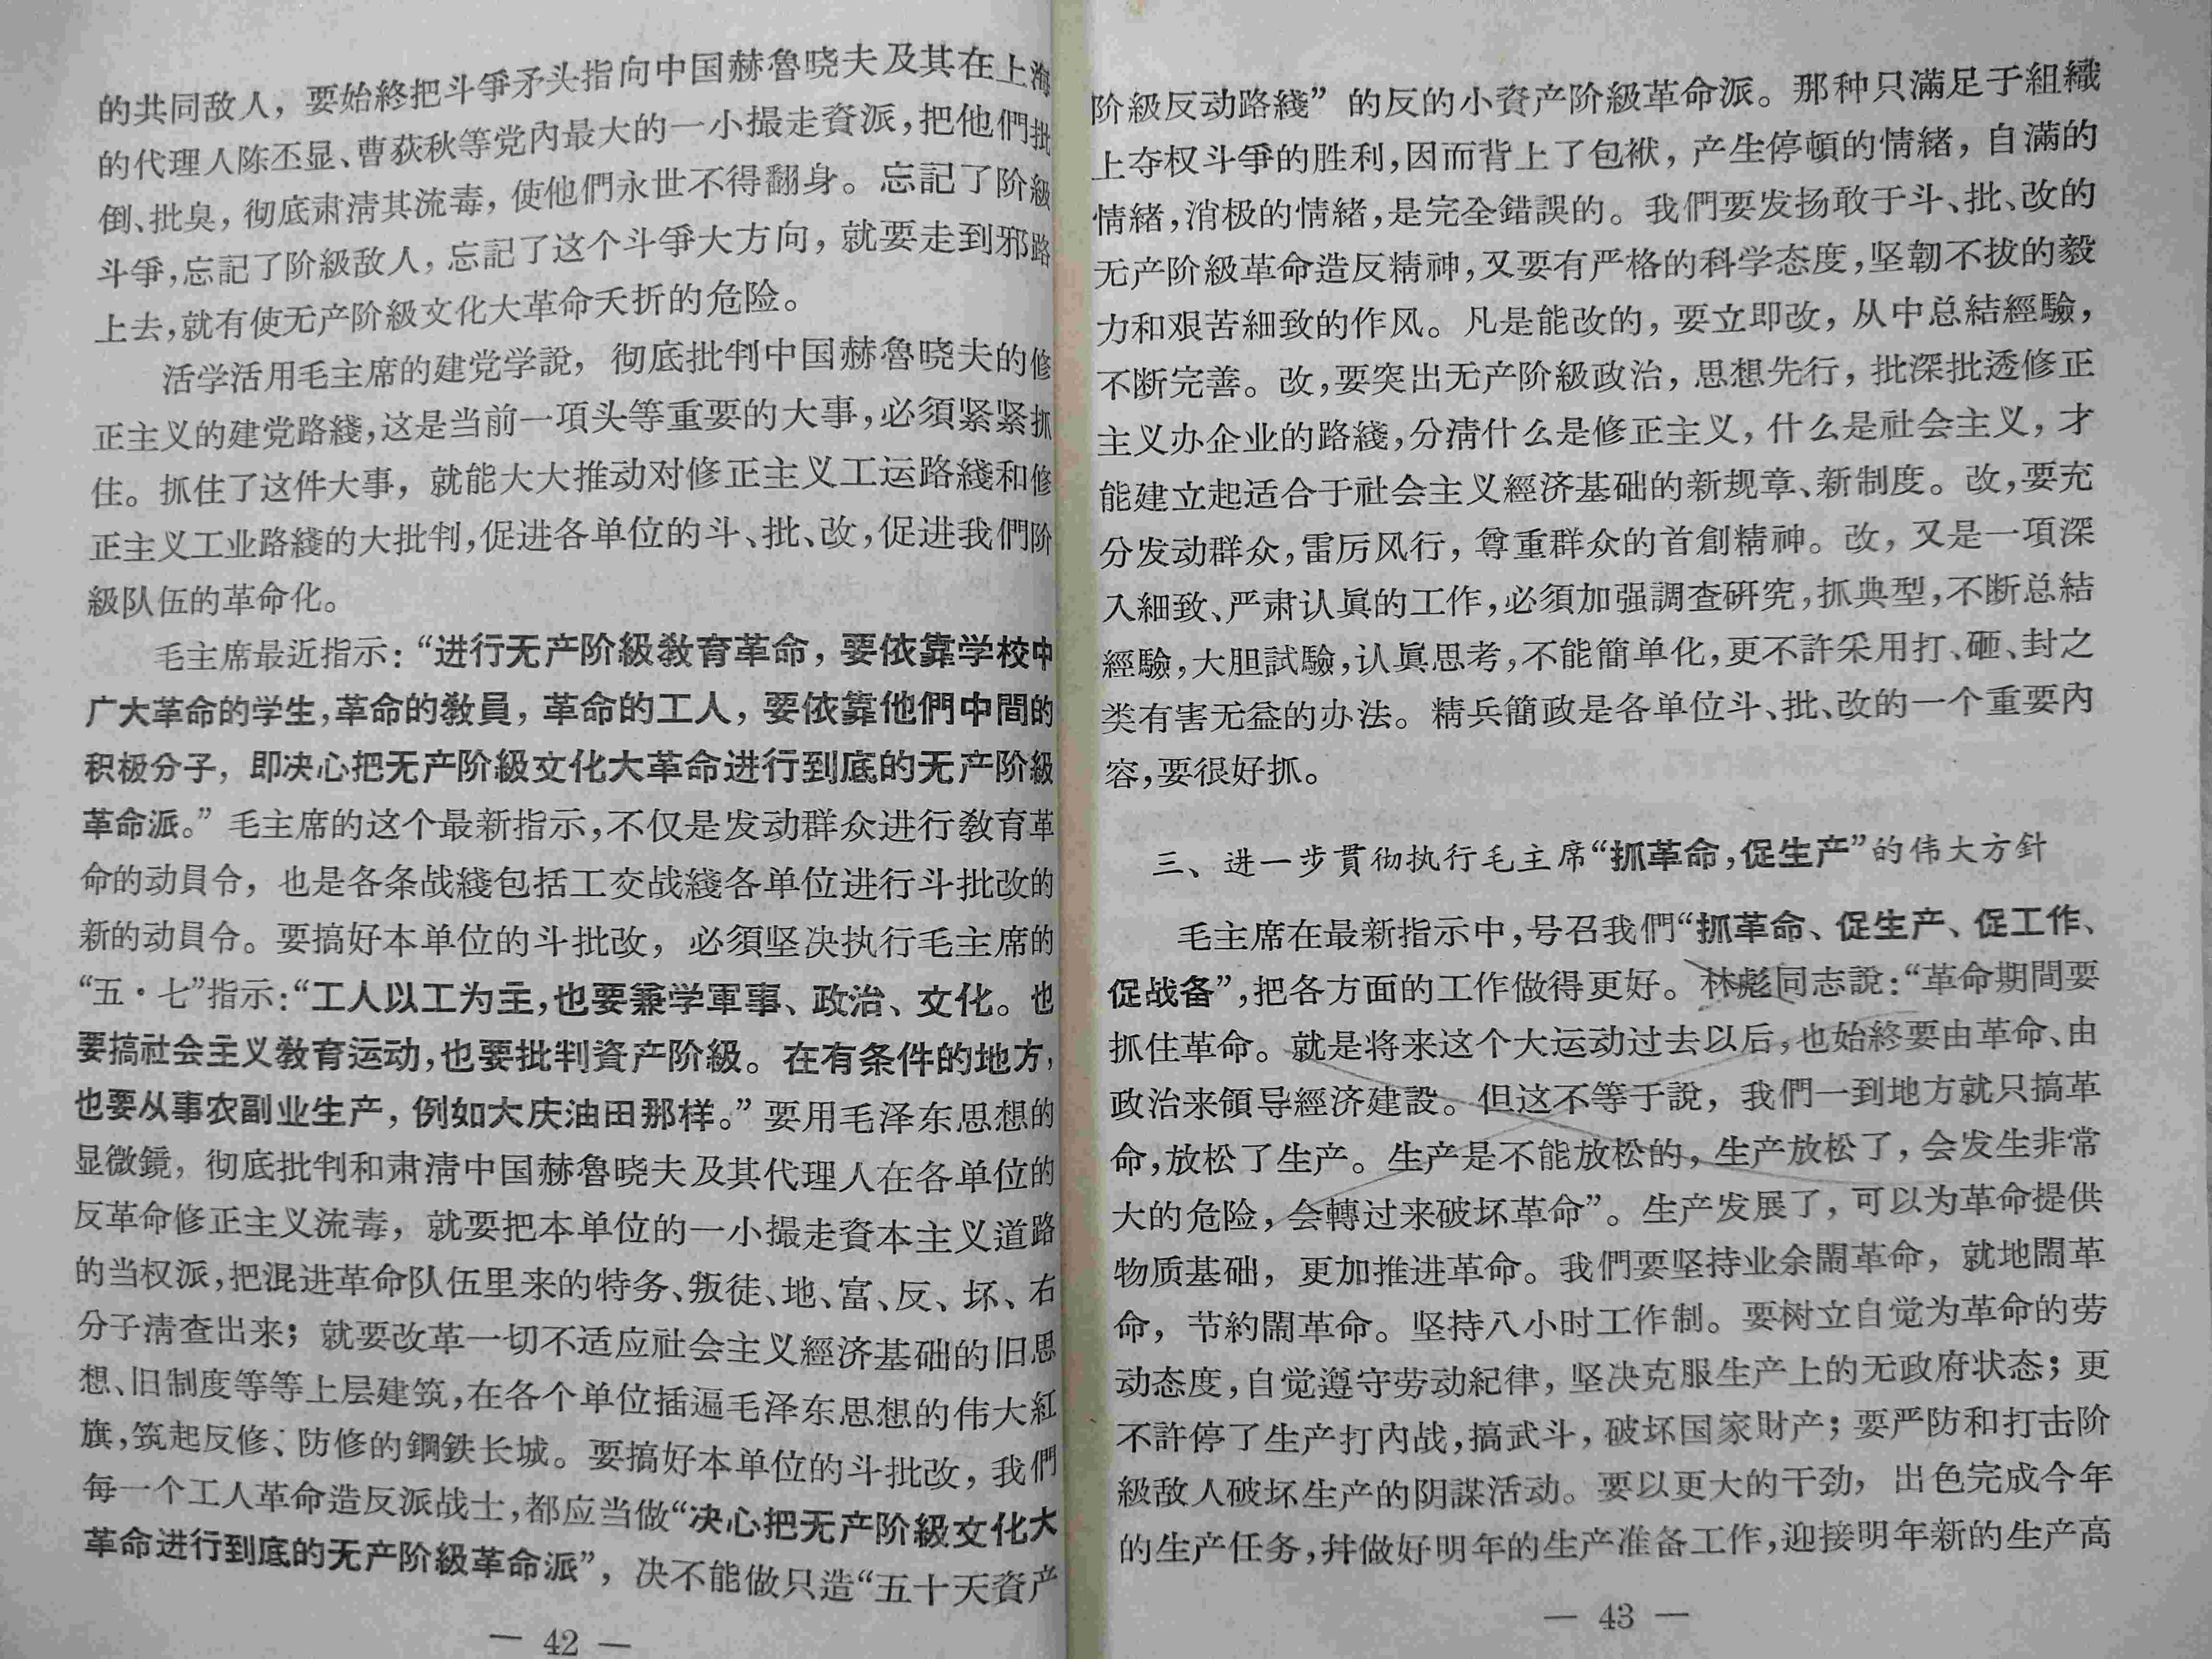 的共同敌人，要始終把斗爭矛头指向中国赫魯晓夫及其在上海
的代理人陈丕显、曹荻秋等党內最大的一小撮走資派，把他們批
倒、批臭，彻底肃淸其流毒，使他們永世不得翻身。忘記了阶級
斗爭，忘記了阶級敌人，忘記了这个斗爭大方向，就要走到邪路
上去，就有使无产阶級文化大革命夭折的危险。
活学活用毛主席的建党学說，彻底批判中国赫魯晓夫的修
正主义的建党路綫，这是当前一項头等重要的大事，必須紧紧抓
住。抓住了这件大事，就能大大推动对修正主义工运路綫和修
正主义工业路綫的大批判，促进各单位的斗、批、改，促进我們阶
級队伍的革命化。
毛主席最近指示：“进行无产阶級敎育革命，要依靠学校中
广大革命的学生，革命的敎員，革命的工人，要依靠他們中間的
积极分子，即决心把无产阶級文化大革命进行到底的无产阶級
革命派。”毛主席的这个最新指示，不仅是发动群众进行敎育革
命的动員令，也是各条战綫包括工交战綫各单位进行斗批改的
新的动員令。要搞好本单位的斗批改，必須坚决执行毛主席的
“五·七”指示：“工人以工为主，也要兼学軍事、政治、文化。也
要搞社会主义敎育运动，也要批判資产阶級。在有条件的地方，
也要从事农副业生产，例如大庆油田那样。”要用毛泽东思想的
显微鏡，彻底批判和肃淸中国赫魯晓夫及其代理人在各单位的
反革命修正主义流毒，就要把本单位的一小撮走資本主义道路
的当权派，把混进革命队伍里来的特务、叛徒、地、富、反、坏、右
分子淸查出来；就要改革一切不适应社会主义經济基础的旧思
想、旧制度等等上层建筑，在各个单位插遍毛泽东思想的伟大紅
旗，筑起反修、防修的鋼鉄长城。要搞好本单位的斗批改，我們
每一个工人革命造反派战士，都应当做“决心把无产阶級文化大
革命进行到底的无产阶級革命派”，决不能做只造“五十天資产
— 42 —
阶級反动路綫”的反的小資产阶級革命派。那种只滿足于組織
上夺权斗爭的胜利，因而背上了包袱，产生停頓的情緒，自滿的
情緒，消极的情緒，是完全錯誤的。我們要发扬敢于斗、批、改的
无产阶級革命造反精神，又要有严格的科学态度，坚韌不拔的毅
力和艰苦細致的作风。凡是能改的，要立即改，从中总結經驗，
不断完善。改，要突出无产阶級政治，思想先行，批深批透修正
主义办企业的路綫，分淸什么是修正主义，什么是社会主义，才
能建立起适合于社会主义經济基础的新规章、新制度。改，要充
分发动群众，雷厉风行，尊重群众的首創精神。改，又是一項深
入細致、严肃认眞的工作，必須加强調查硏究，抓典型，不断总結
經驗，大胆試驗，认眞思考，不能簡单化，更不許采用打、砸、封之
类有害无益的办法。精兵簡政是各单位斗、批、改的一个重要內
容，要很好抓。
三、进一步貫彻执行毛主席“抓革命，促生产”的伟大方針
毛主席在最新指示中，号召我們“抓革命、促生产、促工作、
促战备”，把各方面的工作做得更好。林彪同志說：“革命期間要
抓住革命。就是将来这个大运动过去以后，也始終要由革命、由
政治来領导經济建設。但这不等于說，我們一到地方就只搞革
命，放松了生产。生产是不能放松的，生产放松了，会发生非常
大的危险，会轉过来破坏革命”。生产发展了，可以为革命提供
物质基础，更加推进革命。我們要坚持业余鬧革命，就地鬧革
命，节約鬧革命。坚持八小时工作制。要树立自觉为革命的劳
动态度，自觉遵守劳动紀律，坚决克服生产上的无政府状态；更
不許停了生产打內战，搞武斗，破坏国家財产；要严防和打击阶
級敌人破坏生产的阴謀活动。要以更大的干劲，出色完成今年
的生产任务，幷做好明年的生产准备工作，迎接明年新的生产高
— 43 —